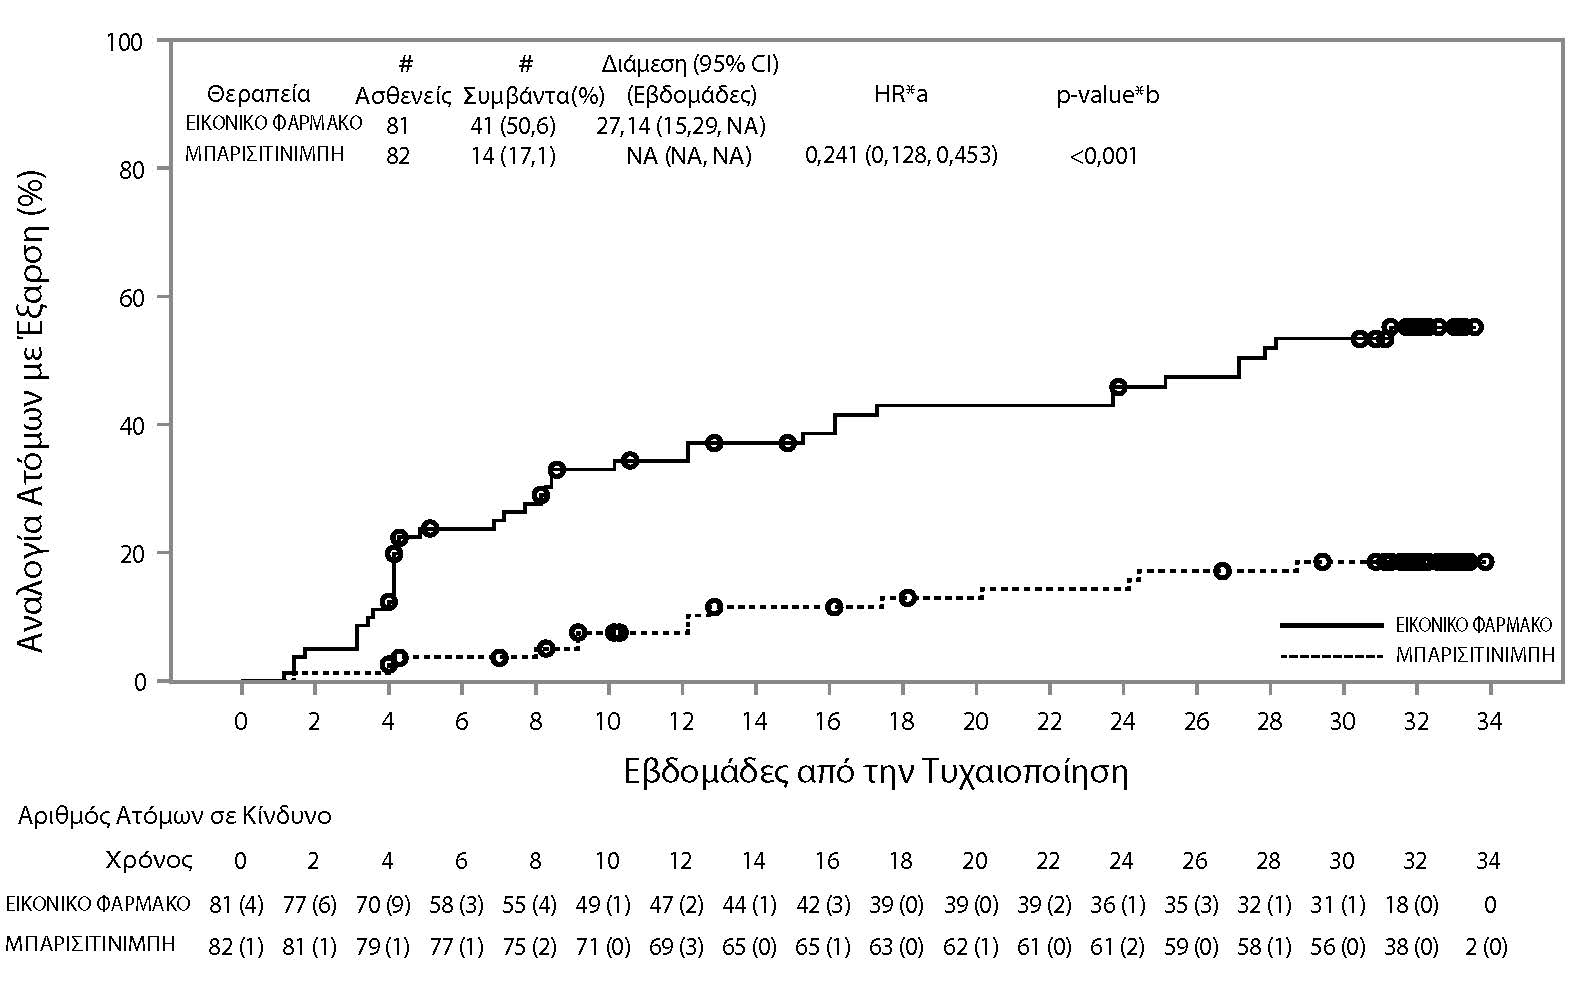 Αναλογία Ατόμων με Έξαρση (%)
100
80
60
40
20
0
# # Διάμεση (95% CI)
Θεραπεία Ασθενείς Συμβάντα(%) (Εβδομάδες) HR*a p-value*b
ΕΙΚΟΝΙΚΟ ΦΑΡΜΑΚΟ 81 41 (50,6) 27,14 (15,29, NA)
ΜΠΑΡΙΣΙΤΙΝΙΜΠΗ 82 14 (17,1) NA (NA, NA) 0,241 (0,128, 0,453) <0,001
ΕΙΚΟΝΙΚΟ ΦΑΡΜΑΚΟ
ΜΠΑΡΙΣΙΤΙΝΙΜΠΗ
0 2 4 6 8 10 12 14 16 18 20 22 24 26 28 30 32 34
Εβδομάδες από την Τυχαιοποίηση
Αριθμός Ατόμων σε Κίνδυνο
Χρόνος 0 2 4 6 8 10 12 14 16 18 20 22 24 26 28 30 32 34
ΕΙΚΟΝΙΚΟ ΦΑΡΜΑΚΟ 81 (4) 77 (6) 70 (9) 58 (3) 55 (4) 49 (1) 47 (2) 44 (1) 42 (3) 39 (0) 39 (0) 39 (2) 36 (1) 35 (3) 32 (1) 31 (1) 18 (0) 0
ΜΠΑΡΙΣΙΤΙΝΙΜΠΗ 82 (1) 81 (1) 79 (1) 77 (1) 75 (2) 71 (0) 69 (3) 65 (0) 65 (1) 63 (0) 62 (1) 61 (0) 61 (2) 59 (0) 58 (1) 56 (0) 38 (0) 2 (0)